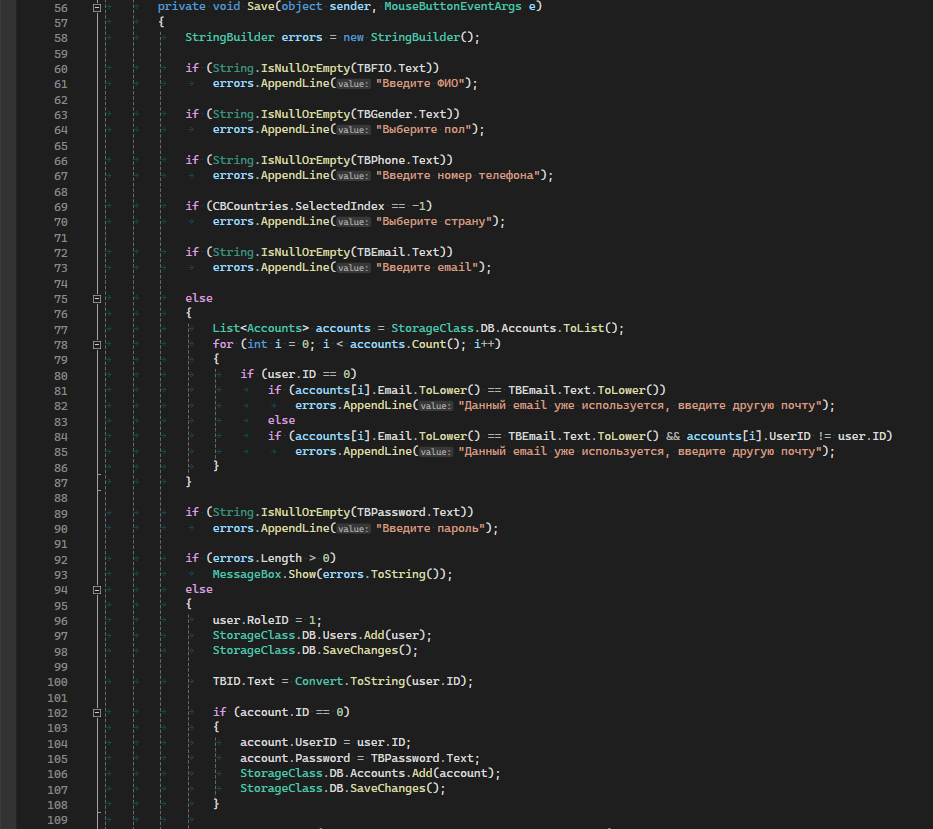 56 private void Save(object sender, MouseButtonEventArgs e)
57 {
58 StringBuilder errors = new StringBuilder();
59
60 if (String.IsNullOrEmpty(TBFIO.Text))
61 errors.AppendLine(value: "Введите ФИО");
62
63 if (String.IsNullOrEmpty(TBGender.Text))
64 errors.AppendLine(value: "Выберите пол");
65
66 if (String.IsNullOrEmpty(TBPhone.Text))
67 errors.AppendLine(value: "Введите номер телефона");
68
69 if (CBCountries.SelectedIndex == -1)
70 errors.AppendLine(value: "Выберите страну");
71
72 if (String.IsNullOrEmpty(TBEmail.Text))
73 errors.AppendLine(value: "Введите email");
74
75 else
76 {
77 List<Accounts> accounts = StorageClass.DB.Accounts.ToList();
78 for (int i = 0; i < accounts.Count(); i++)
79 {
80 if (user.ID == 0)
81 if (accounts[i].Email.ToLower() == TBEmail.Text.ToLower())
82 errors.AppendLine(value: "Данный email уже используется, введите другую почту");
83 else
84 if (accounts[i].Email.ToLower() == TBEmail.Text.ToLower() && accounts[i].UserID != user.ID)
85 errors.AppendLine(value: "Данный email уже используется, введите другую почту");
86 }
87 }
88
89 if (String.IsNullOrEmpty(TBPassword.Text))
90 errors.AppendLine(value: "Введите пароль");
91
92 if (errors.Length > 0)
93 MessageBox.Show(errors.ToString());
94 else
95 {
96 user.RoleID = 1;
97 StorageClass.DB.Users.Add(user);
98 StorageClass.DB.SaveChanges();
99
100 TBID.Text = Convert.ToString(user.ID);
101
102 if (account.ID == 0)
103 {
104 account.UserID = user.ID;
105 account.Password = TBPassword.Text;
106 StorageClass.DB.Accounts.Add(account);
107 StorageClass.DB.SaveChanges();
108 }
109